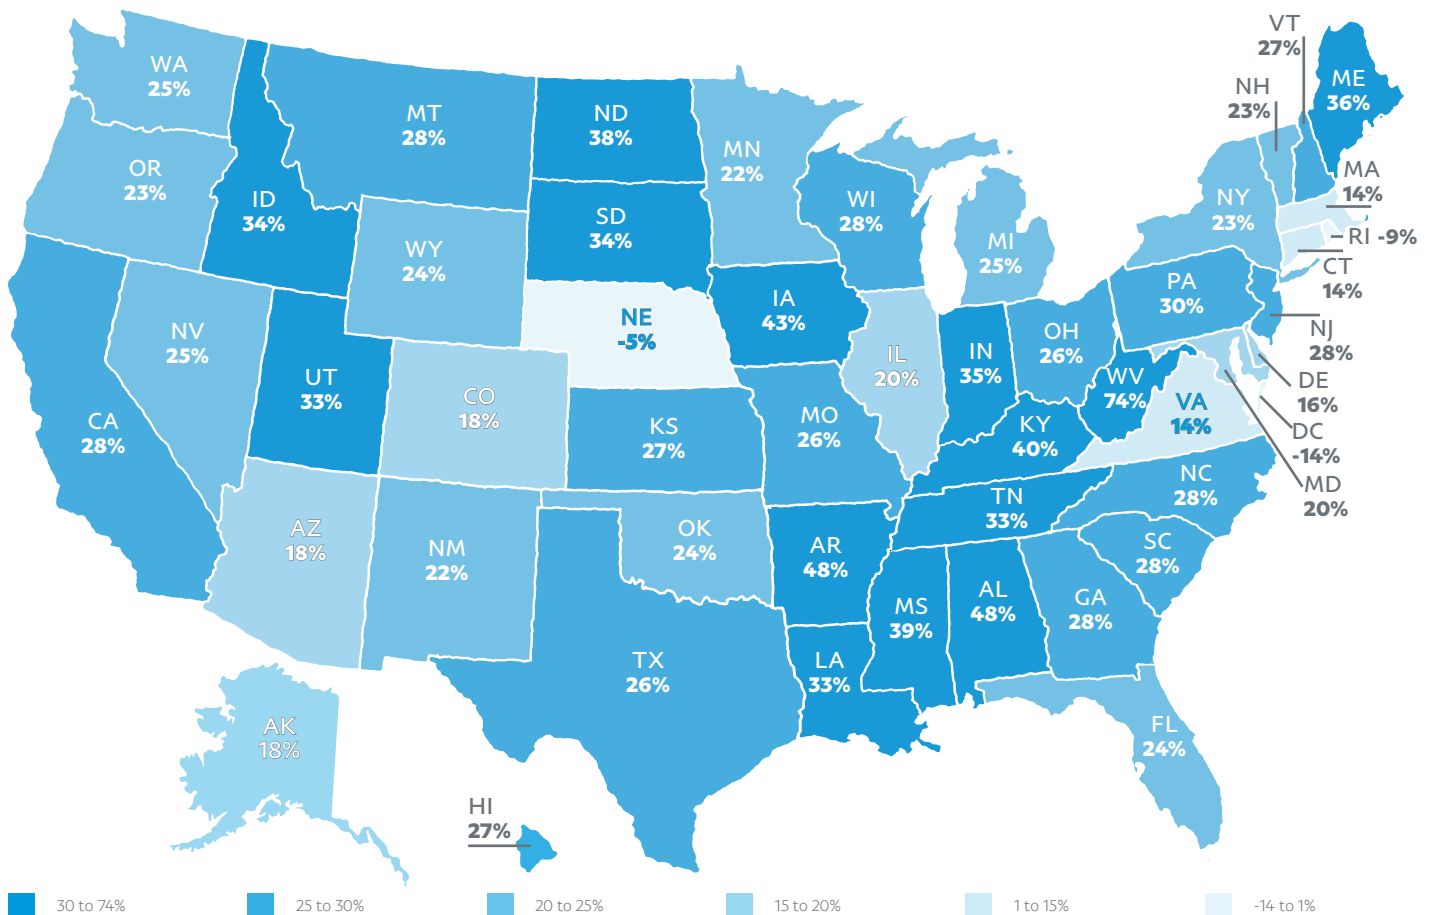 VT
27%
WA
25%
ME
36%
NH
23%
MT
28%
ND
38%
MN
22%
OR
23%
MA
14%
ID
34%
WI
28%
NY
23%
SD
34%
RI -9%
MI
25%
WY
24%
CT
14%
PA
30%
IA
43%
NE
-5%
NV
25%
OH
26%
NJ
28%
IL
20%
IN
35%
UT
33%
WV
74%
DE
16%
CO
18%
VA
14%
CA
28%
MO
26%
KS
27%
KY
40%
DC
-14%
NC
28%
MD
20%
TN
33%
AZ
18%
OK
24%
SC
28%
NM
22%
AR
48%
AL
48%
GA
28%
MS
39%
TX
26%
LA
33%
AK
18%
FL
24%
HI
27%
30 to 74%
25 to 30%
20 to 25%
15 to 20%
1 to 15%
-14 to 1%